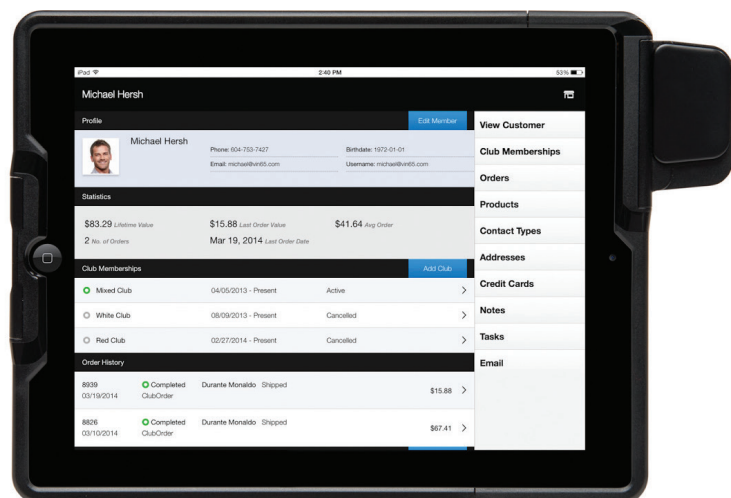 iPad 2:40 PM 53%
Michael Hersh
Profile Edit Member
Michael Hersh
Phone: 604-753-7427 Birthdate: 1972-01-01
Email: michael@vin65.com Username: michael@vin65.com
Statistics
$83.29 Lifetime Value $15.88 Last Order Value $41.64 Avg Order
2 No. of Orders Mar 19, 2014 Last Order Date
Club Memberships Add Club
Mixed Club 04/05/2013 - Present Active
White Club 08/09/2013 - Present Cancelled
Red Club 02/27/2014 - Present Cancelled
Order History
8939 Completed Durante Monaldo Shipped $15.88
03/19/2014 ClubOrder
8826 Completed Durante Monaldo Shipped $67.41
03/10/2014 ClubOrder
View Customer
Club Memberships
Orders
Products
Contact Types
Addresses
Credit Cards
Notes
Tasks
Email